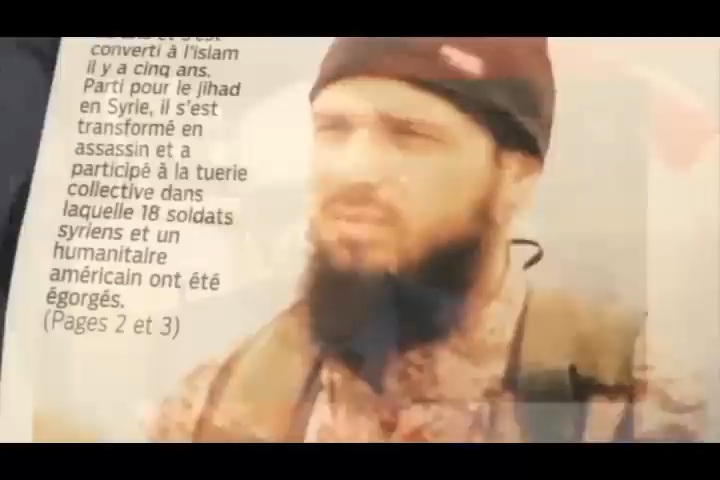 converti à l'islam
il y a cinq ans.
Parti pour le jihad
en Syrie, il s'est
transformé en
assassin et a
participé à la tuerie
collective dans
laquelle 18 soldats
syriens et un
humanitaire
américain ont été
égorgés.
(Pages 2 et 3)